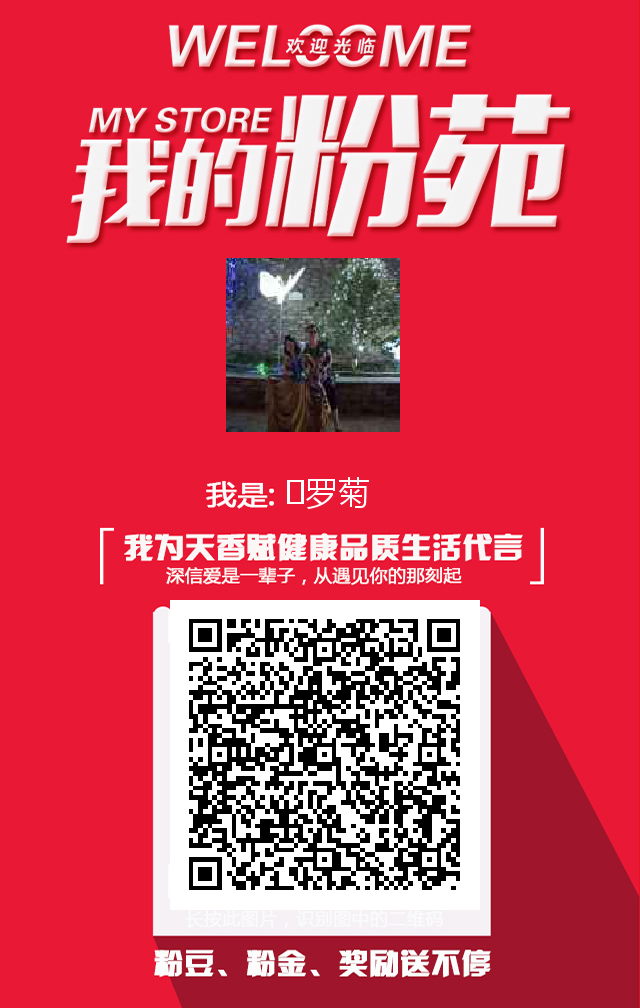 WELCOME
欢迎光临
MY STORE
我的粉苑
我是: 罗菊
我为天香赋健康品质生活代言
深信爱是一辈子，从遇见你的那刻起
长按此图片，识别图中的二维码
粉豆、粉金、奖励送不停